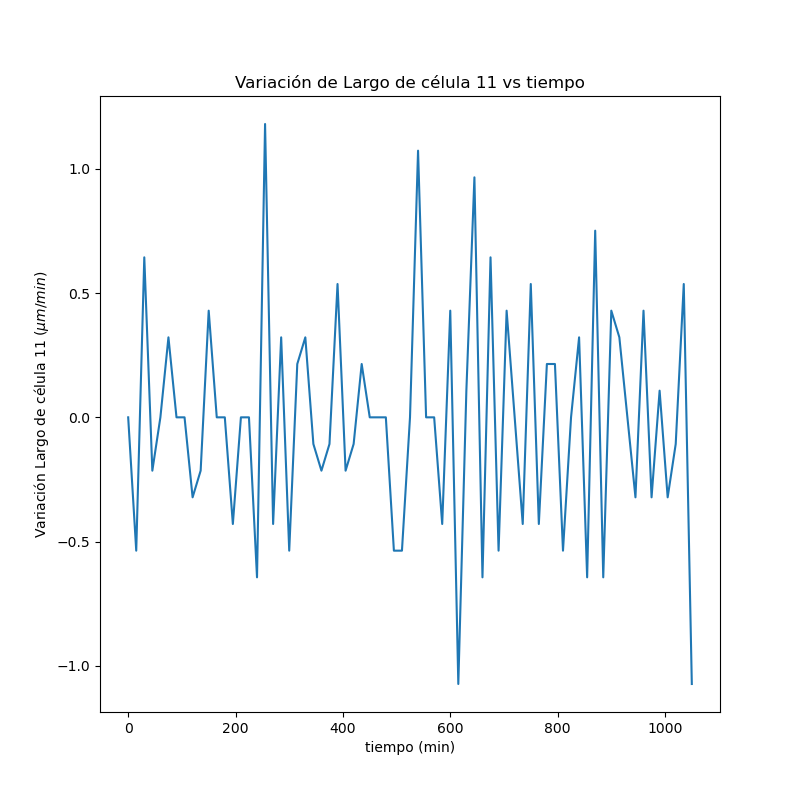 Variación de Largo de célula 11 vs tiempo
Variación Largo de célula 11 (μm/min)
1.0
0.5
0.0
−0.5
−1.0
0 200 400 600 800 1000
tiempo (min)